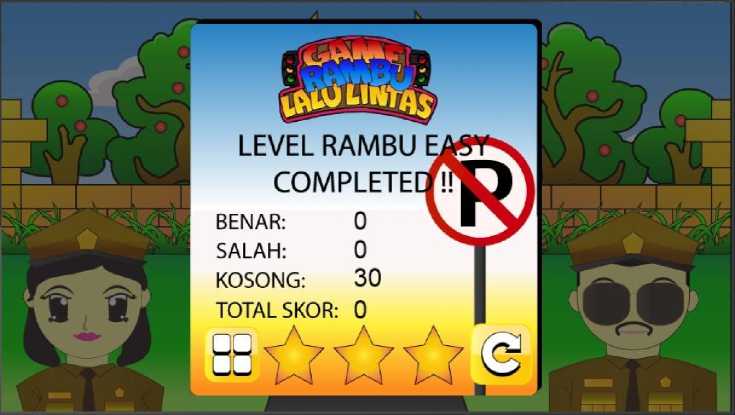 GAME
RAMBU
LALU LINTAS
LEVEL RAMBU EASY
COMPLETED !!
P
BENAR: 0
SALAH: 0
KOSONG: 30
TOTAL SKOR: 0